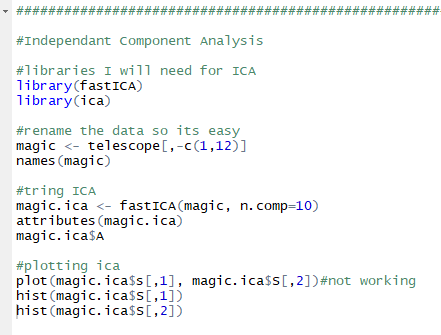 ############################################################
#Independant Component Analysis
#libraries I will need for ICA
library(fastICA)
library(ica)
#rename the data so its easy
magic <- telescope[,-c(1,12)]
names(magic)
#tring ICA
magic.ica <- fastICA(magic, n.comp=10)
attributes(magic.ica)
magic.ica$A
#plotting ica
plot(magic.ica$S[,1], magic.ica$S[,2])#not working
hist(magic.ica$S[,1])
hist(magic.ica$S[,2])